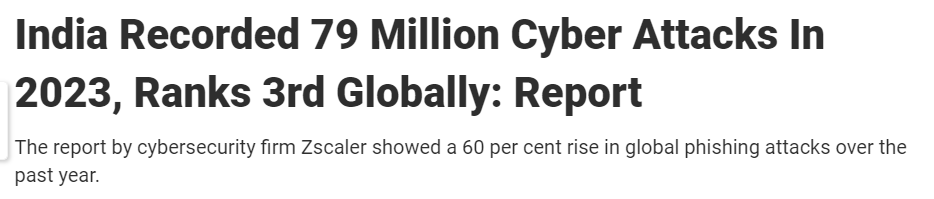 India Recorded 79 Million Cyber Attacks In
2023, Ranks 3rd Globally: Report
The report by cybersecurity firm Zscaler showed a 60 per cent rise in global phishing attacks over the
past year.